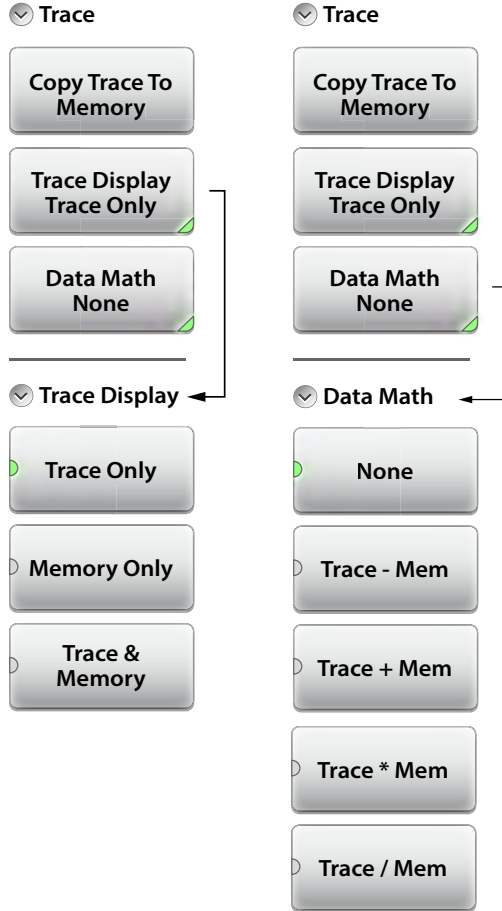 Trace
Copy Trace To
Memory
Trace Display
Trace Only
Data Math
None
Trace Display
Trace Only
Memory Only
Trace &
Memory
Trace
Copy Trace To
Memory
Trace Display
Trace Only
Data Math
None
Data Math
None
Trace - Mem
Trace + Mem
Trace * Mem
Trace / Mem